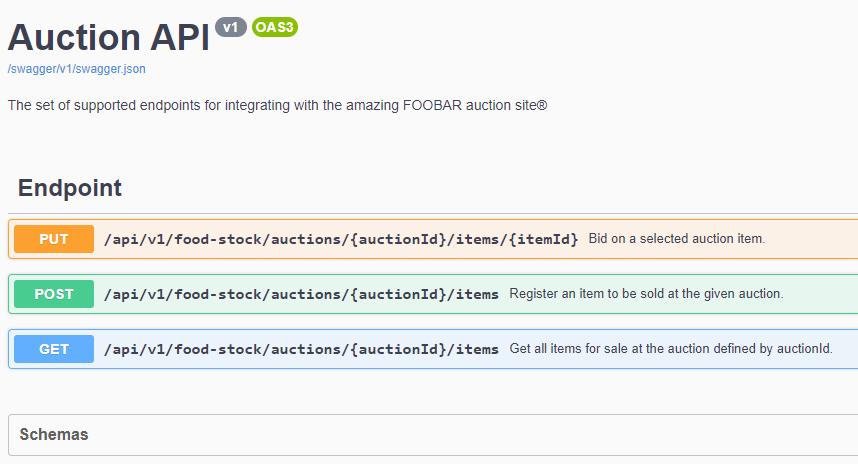 Auction API v1 OAS3
/swagger/v1/swagger.json
The set of supported endpoints for integrating with the amazing FOOBAR auction site®
Endpoint
PUT /api/v1/food-stock/auctions/{auctionId}/items/{itemId} Bid on a selected auction item.
POST /api/v1/food-stock/auctions/{auctionId}/items Register an item to be sold at the given auction.
GET /api/v1/food-stock/auctions/{auctionId}/items Get all items for sale at the auction defined by auctionId.
Schemas